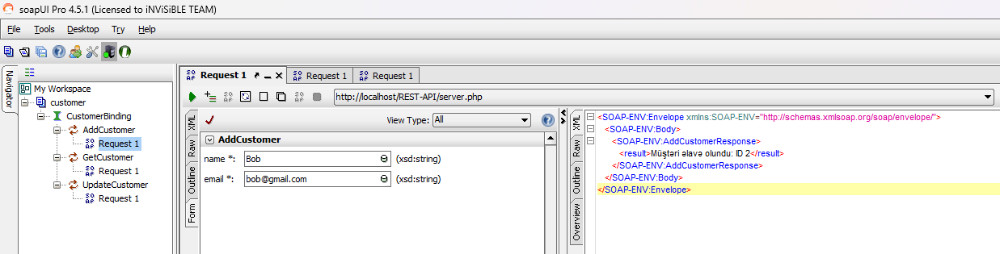 soapUI Pro 4.5.1 (Licensed to iNViSiBLE TEAM)
File Tools Desktop Try Help
Navigator
My Workspace
customer
CustomerBinding
AddCustomer
Request 1
GetCustomer
Request 1
UpdateCustomer
Request 1
Request 1 Request 1 Request 1
http://localhost/REST-API/server.php
XML
Raw
Outline
Form
View Type: All
AddCustomer
name *: Bob (xsd:string)
email *: bob@gmail.com (xsd:string)
XML
Raw
Outline
Overview
<SOAP-ENV:Envelope xmlns:SOAP-ENV="http://schemas.xmlsoap.org/soap/envelope/">
<SOAP-ENV:Body>
<SOAP-ENV:AddCustomerResponse>
<result>Müştəri əlavə olundu: ID 2</result>
</SOAP-ENV:AddCustomerResponse>
</SOAP-ENV:Body>
</SOAP-ENV:Envelope>